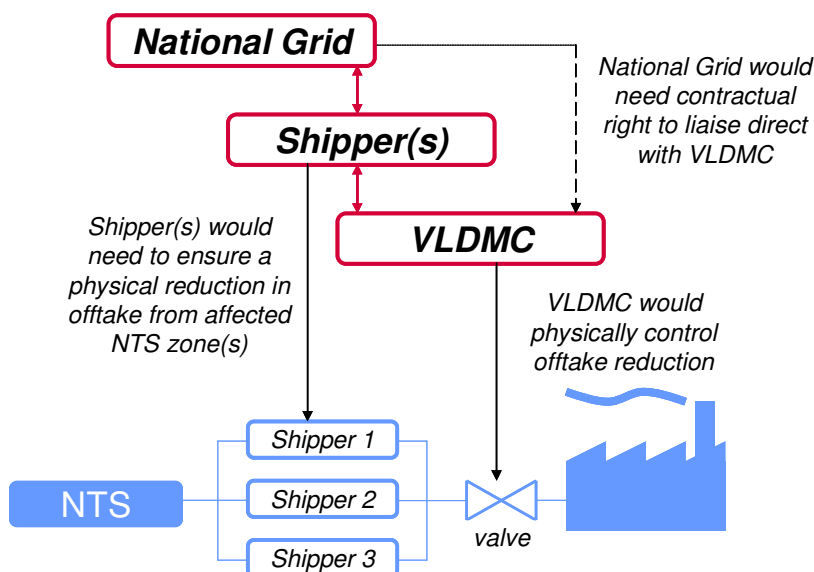 National Grid
National Grid would
need contractual
right to liaise direct
with VLDMC
Shipper(s)
Shipper(s) would
need to ensure a
physical reduction in
offtake from affected
NTS zone(s)
VLDMC
VLDMC would
physically control
offtake reduction
Shipper 1
NTS
Shipper 2
valve
Shipper 3